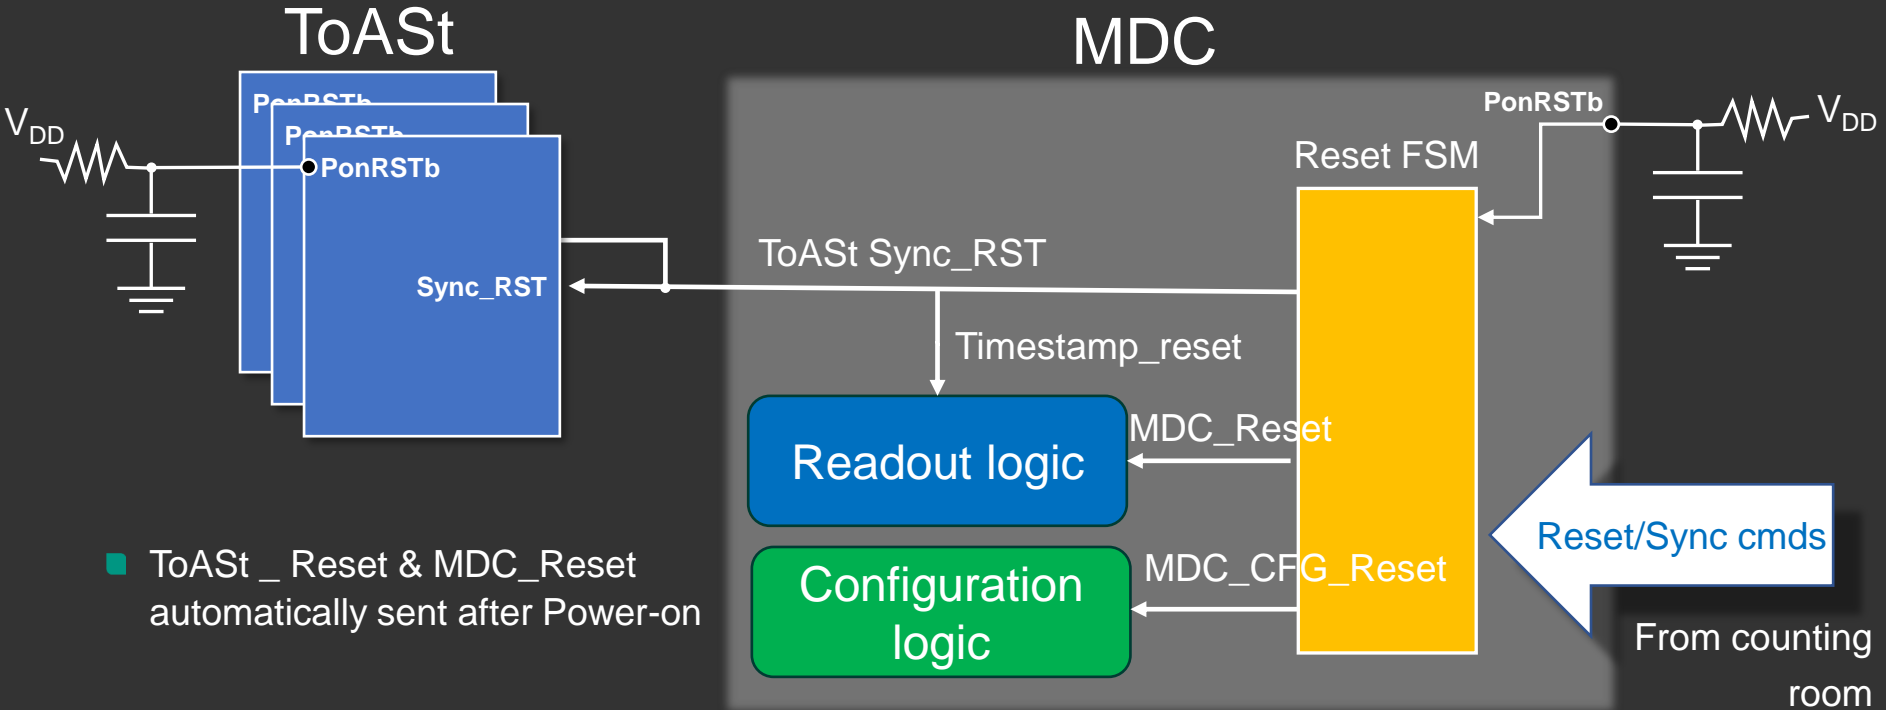 ToASt
MDC
PonRSTb
PonRSTb
PonRSTb
VDD
Sync_RST
PonRSTb
VDD
Reset FSM
ToASt Sync_RST
Timestamp_reset
MDC_Reset
Readout logic
MDC_CFG_Reset
Configuration
logic
Reset/Sync cmds
From counting
room
ToASt _ Reset & MDC_Reset
automatically sent after Power-on